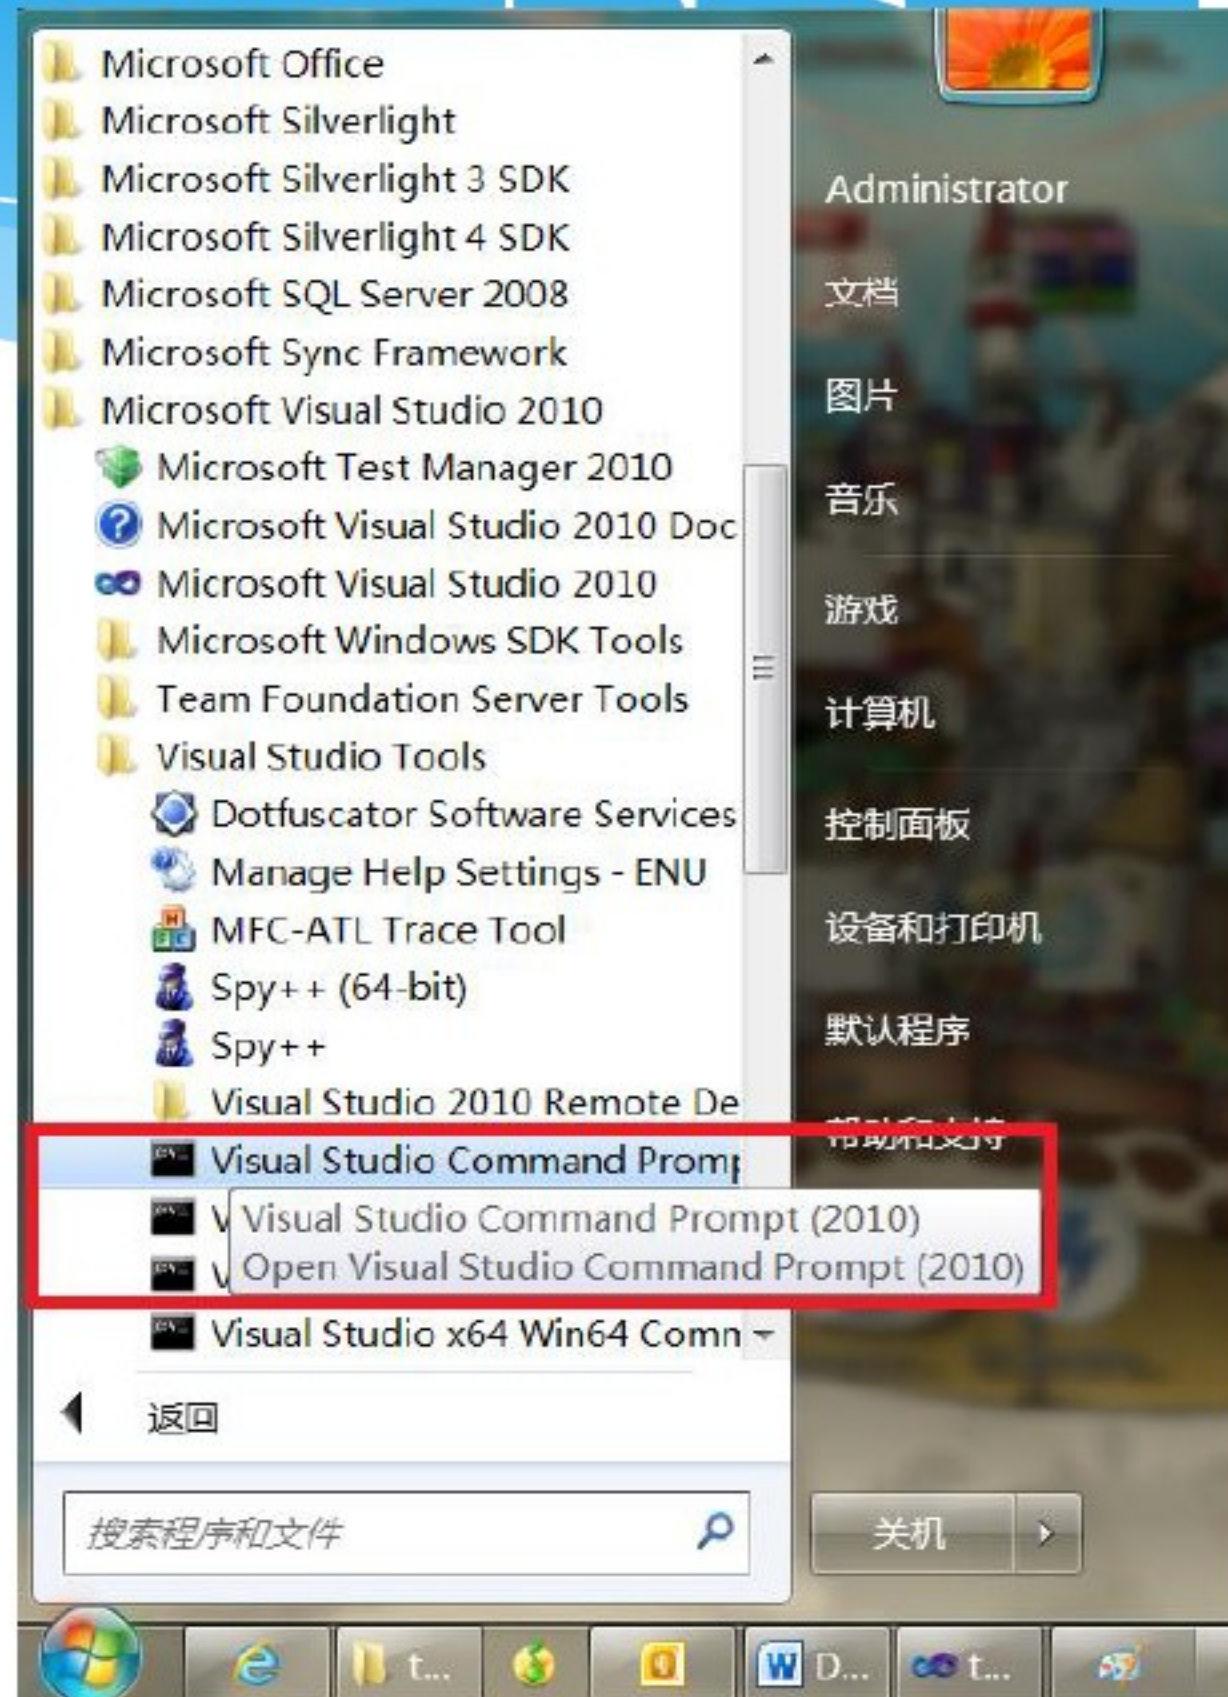 Microsoft Office
Microsoft Silverlight
Microsoft Silverlight 3 SDK
Microsoft Silverlight 4 SDK
Microsoft SQL Server 2008
Microsoft Sync Framework
Microsoft Visual Studio 2010
Microsoft Test Manager 2010
Microsoft Visual Studio 2010 Doc
Microsoft Visual Studio 2010
Microsoft Windows SDK Tools
Team Foundation Server Tools
Visual Studio Tools
Dotfuscator Software Services
Manage Help Settings - ENU
MFC-ATL Trace Tool
Spy++ (64-bit)
Spy++
Visual Studio 2010 Remote De
Visual Studio Command Promp
V
Visual Studio Command Prompt (2010)
V
Open Visual Studio Command Prompt (2010)
Visual Studio x64 Win64 Comm
返回
搜索程序和文件
Administrator
文档
图片
音乐
游戏
计算机
控制面板
设备和打印机
默认程序
帮助和支持
关机
t...
D...
t...